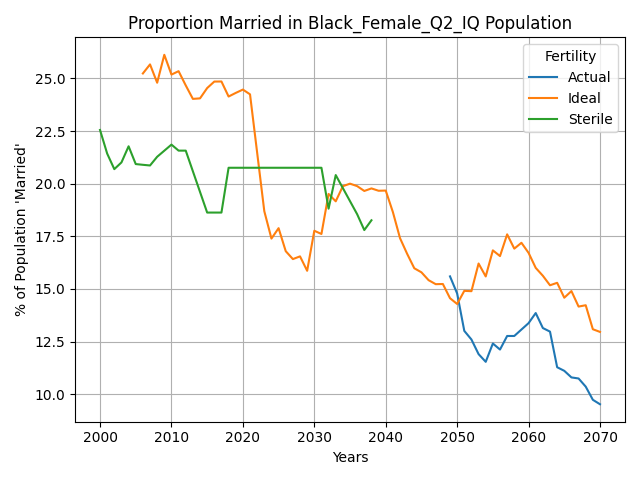 Proportion Married in Black_Female_Q2_IQ Population
% of Population 'Married'
25.0
22.5
20.0
17.5
15.0
12.5
10.0
Fertility
Actual
Ideal
Sterile
2000 2010 2020 2030 2040 2050 2060 2070
Years